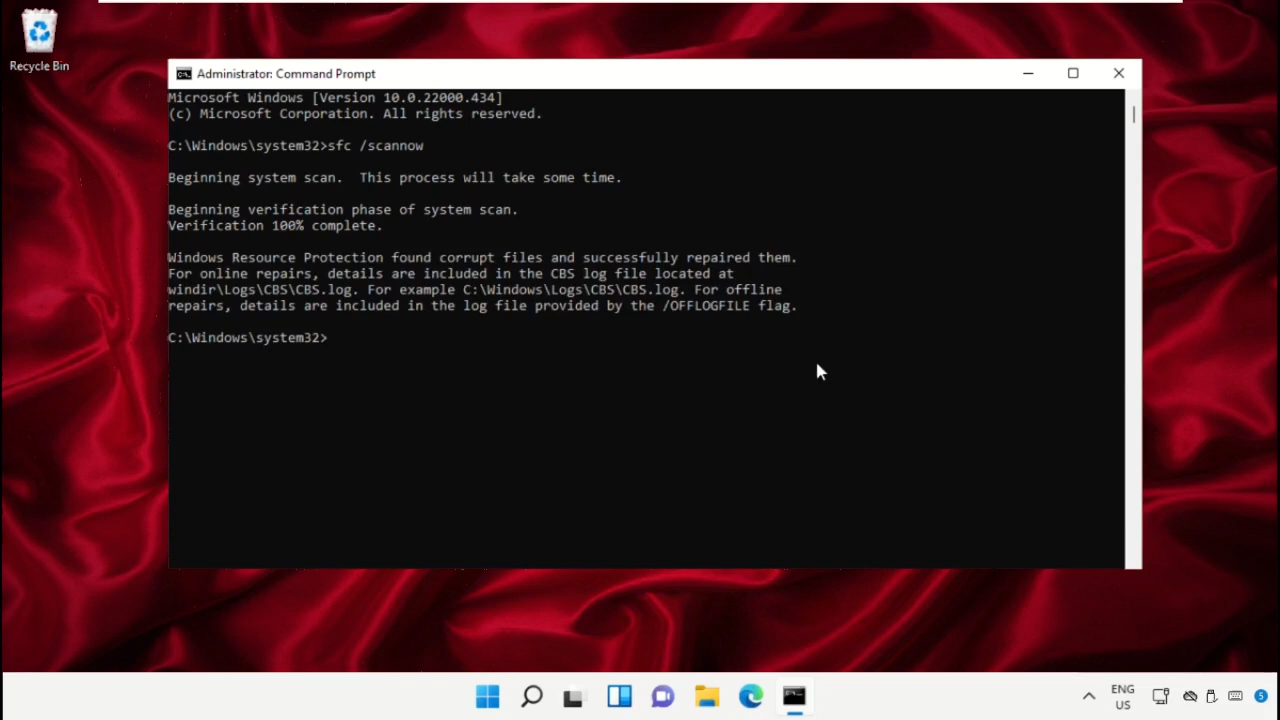 Recycle Bin
Administrator: Command Prompt
Microsoft Windows [Version 10.0.22000.434]
(c) Microsoft Corporation. All rights reserved.
C:\Windows\system32>sfc /scannow
Beginning system scan.  This process will take some time.
Beginning verification phase of system scan.
Verification 100% complete.
Windows Resource Protection found corrupt files and successfully repaired them.
For online repairs, details are included in the CBS log file located at
windir\Logs\CBS\CBS.log. For example C:\Windows\Logs\CBS\CBS.log. For offline
repairs, details are included in the log file provided by the /OFFLOGFILE flag.
C:\Windows\system32>
ENG
US
5